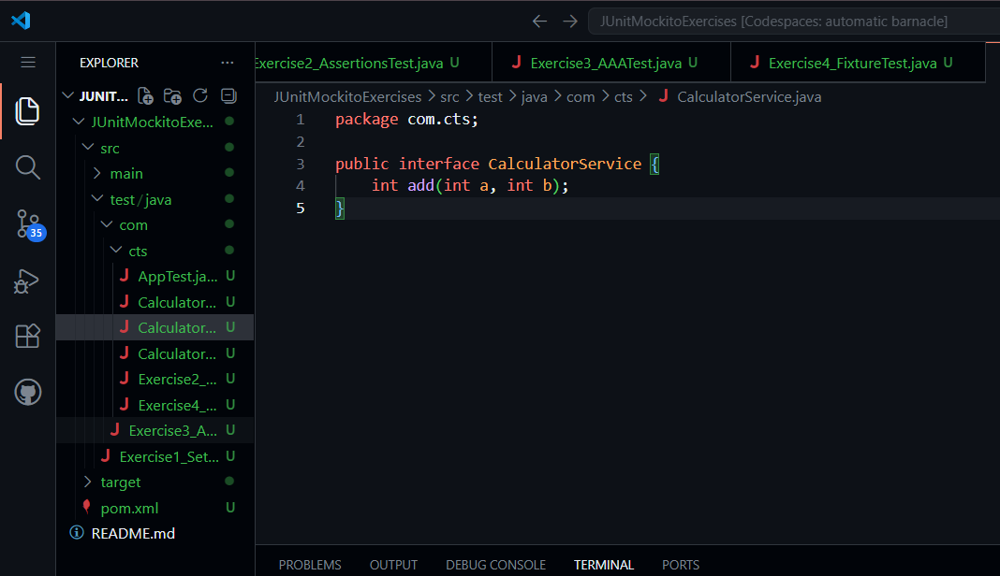 JUnitMockitoExercises [Codespaces: automatic barnacle]
EXPLORER
Exercise2_AssertionsTest.java U
J Exercise3_AAATest.java U
J Exercise4_FixtureTest.java U
JUNIT...
JUnitMockitoExercises > src > test > java > com > cts > J CalculatorService.java
JUnitMockitoExe...
src
main
test/java
com
cts
J AppTest.ja... U
J Calculator... U
J Calculator... U
J Calculator... U
J Exercise2_... U
J Exercise4_... U
J Exercise3_A... U
J Exercise1_Set... U
target
pom.xml U
README.md
35
1 package com.cts;
2
3 public interface CalculatorService {
4 int add(int a, int b);
5 }
PROBLEMS OUTPUT DEBUG CONSOLE TERMINAL PORTS